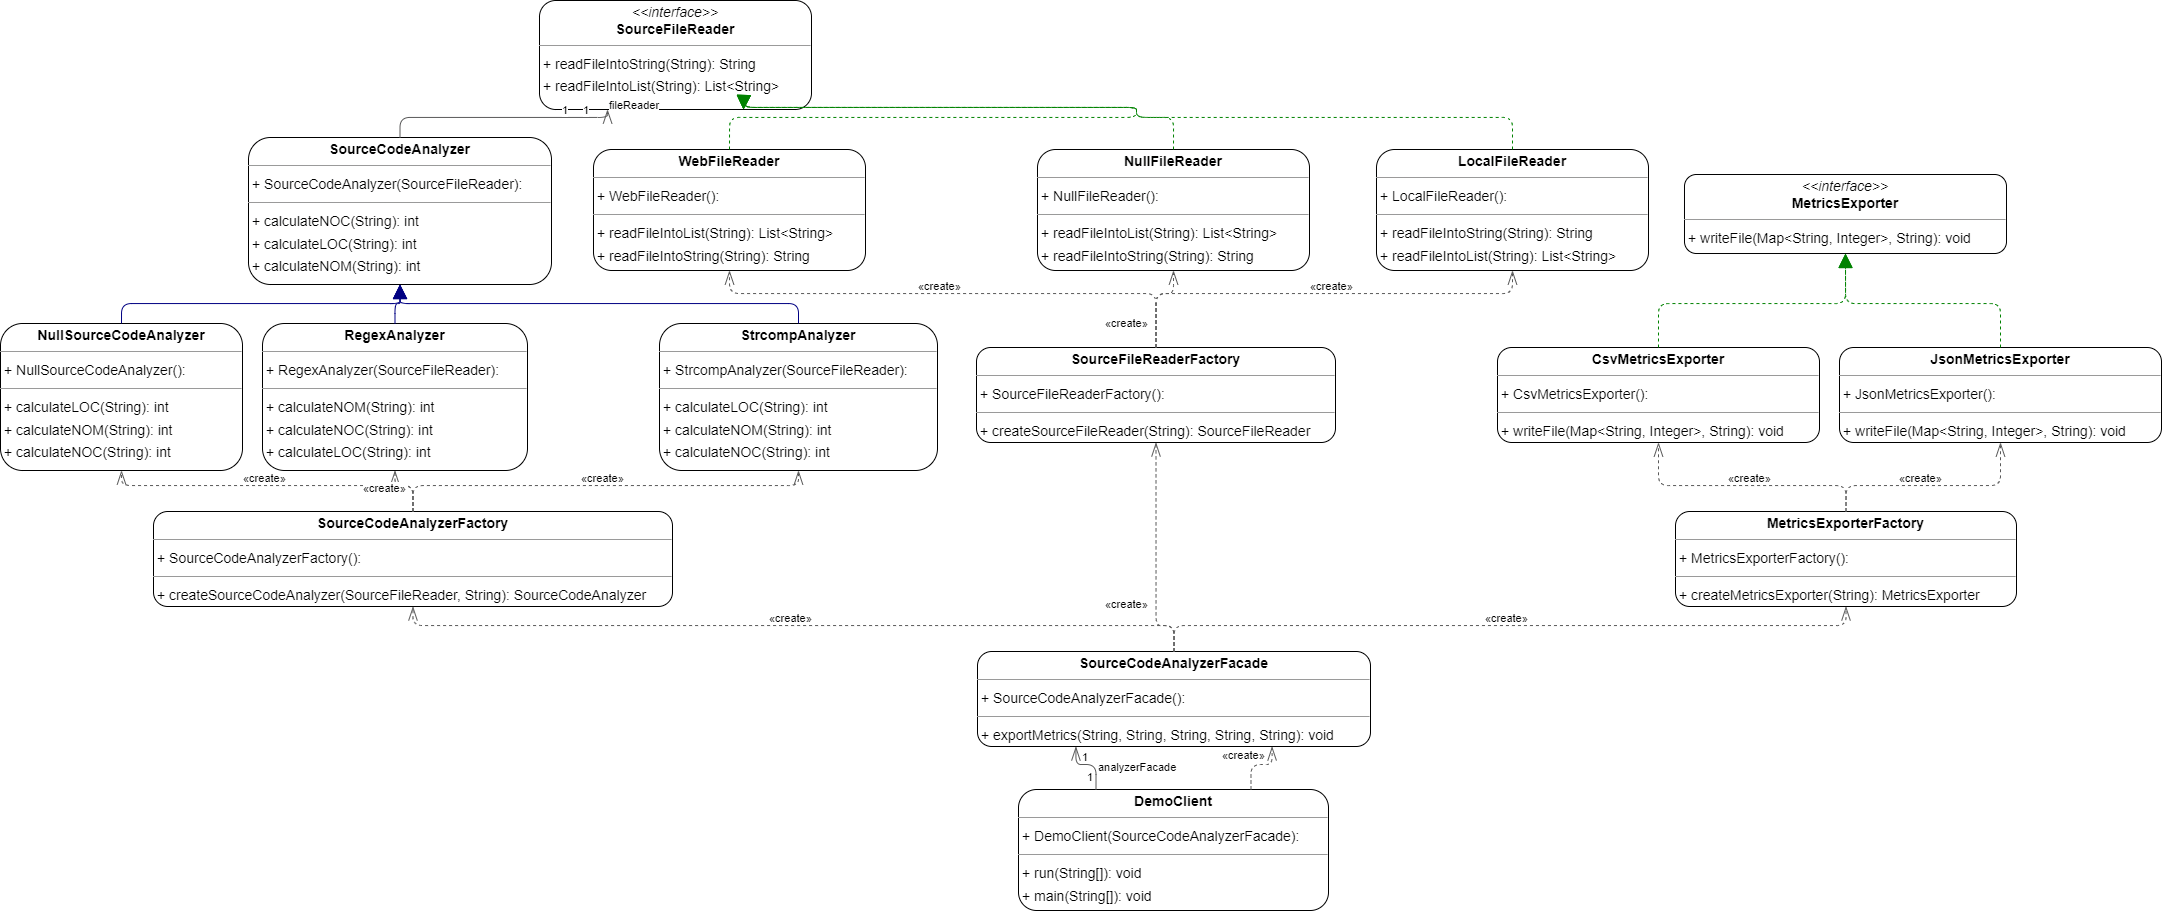 <<interface>>
SourceFileReader
+ readFileIntoString(String): String
+ readFileIntoList(String): List<String>
1
1
fileReader
SourceCodeAnalyzer
+ SourceCodeAnalyzer(SourceFileReader):
+ calculateNOC(String): int
+ calculateLOC(String): int
+ calculateNOM(String): int
WebFileReader
+ WebFileReader():
+ readFileIntoList(String): List<String>
+ readFileIntoString(String): String
NullFileReader
+ NullFileReader():
+ readFileIntoList(String): List<String>
+ readFileIntoString(String): String
LocalFileReader
+ LocalFileReader():
+ readFileIntoString(String): String
+ readFileIntoList(String): List<String>
<<interface>>
MetricsExporter
+ writeFile(Map<String, Integer>, String): void
«create»
«create»
«create»
NullSourceCodeAnalyzer
+ NullSourceCodeAnalyzer():
+ calculateLOC(String): int
+ calculateNOM(String): int
+ calculateNOC(String): int
RegexAnalyzer
+ RegexAnalyzer(SourceFileReader):
+ calculateNOM(String): int
+ calculateNOC(String): int
+ calculateLOC(String): int
StrcompAnalyzer
+ StrcompAnalyzer(SourceFileReader):
+ calculateLOC(String): int
+ calculateNOM(String): int
+ calculateNOC(String): int
SourceFileReaderFactory
+ SourceFileReaderFactory():
+ createSourceFileReader(String): SourceFileReader
CsvMetricsExporter
+ CsvMetricsExporter():
+ writeFile(Map<String, Integer>, String): void
JsonMetricsExporter
+ JsonMetricsExporter():
+ writeFile(Map<String, Integer>, String): void
«create»
«create»
«create»
«create»
«create»
SourceCodeAnalyzerFactory
+ SourceCodeAnalyzerFactory():
+ createSourceCodeAnalyzer(SourceFileReader, String): SourceCodeAnalyzer
MetricsExporterFactory
+ MetricsExporterFactory():
+ createMetricsExporter(String): MetricsExporter
«create»
«create»
«create»
SourceCodeAnalyzerFacade
+ SourceCodeAnalyzerFacade():
+ exportMetrics(String, String, String, String, String): void
1
analyzerFacade
1
«create»
DemoClient
+ DemoClient(SourceCodeAnalyzerFacade):
+ run(String[]): void
+ main(String[]): void